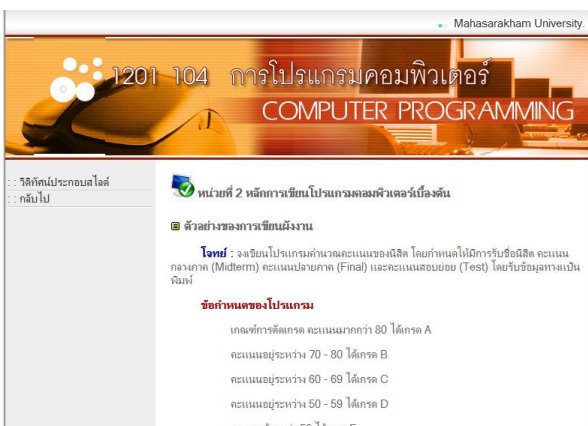 Mahasarakham University.
1201 104 การโปรแกรมคอมพิวเตอร์
COMPUTER PROGRAMMING
: : วิดิทัศน์ประกอบสไลด์
: : กลับไป
หน่วยที่ 2 หลักการเขียนโปรแกรมคอมพิวเตอร์เบื้องต้น
ตัวอย่างของการเขียนผังงาน
โจทย์ : จงเขียนโปรแกรมคำนวณคะแนนของนิสิต โดยกำหนดให้มีการรับชื่อนิสิต คะแนน
กลางภาค (Midterm) คะแนนปลายภาค (Final) และคะแนนสอบย่อย (Test) โดยรับข้อมูลทางแป้น
พิมพ์
ข้อกำหนดของโปรแกรม
เกณฑ์การตัดเกรด คะแนนมากกว่า 80 ได้เกรด A
คะแนนอยู่ระหว่าง 70 - 80 ได้เกรด B
คะแนนอยู่ระหว่าง 60 - 69 ได้เกรด C
คะแนนอยู่ระหว่าง 50 - 59 ได้เกรด D